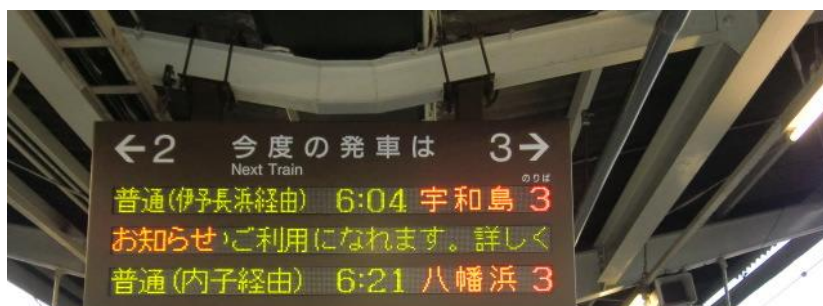 ←2 今度の発車は 3→
Next Train
のりば
普通(伊予長浜経由) 6:04 宇和島 3
お知らせ ご利用になれます。詳しく
普通(内子経由) 6:21 八幡浜 3